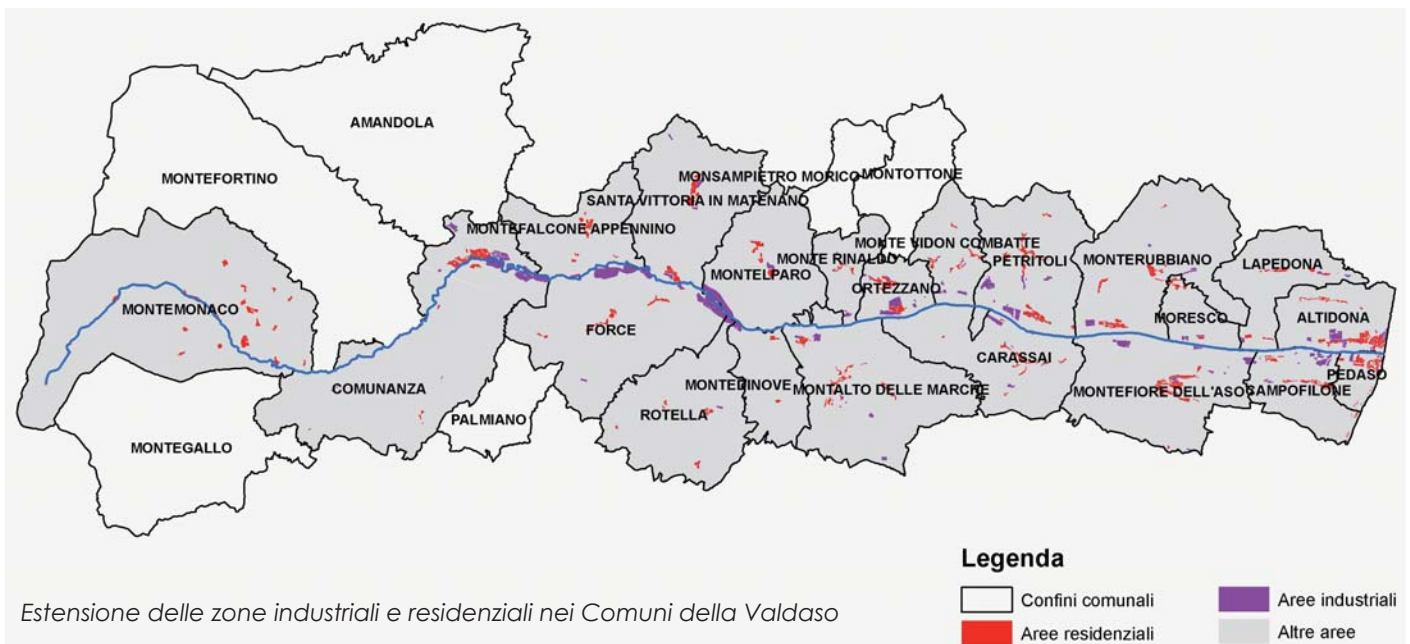 AMANDOLA
MONTEFORTINO
MONSAMPIETRO MORICO
MONTOTTONE
SANTA VITTORIA IN MATENANO
MONTEFALCONE APPENNINO
MONTE VIDON COMBATTE
MONTE RINALDO
PETRITOLI
MONTERUBBIANO
LAPEDONA
MONTELPARO
ORTEZZANO
MONTEMONACO
MORESCO
ALTIDONA
FORCE
CARASSAI
PEDASO
COMUNANZA
MONTEDINOVE
MONTALTO DELLE MARCHE
MONTEFIORE DELL'ASO
CAMPOFILONE
ROTELLA
PALMIANO
MONTEGALLO
Legenda
Confini comunali
Aree industriali
Aree residenziali
Altre aree
Estensione delle zone industriali e residenziali nei Comuni della Valdaso